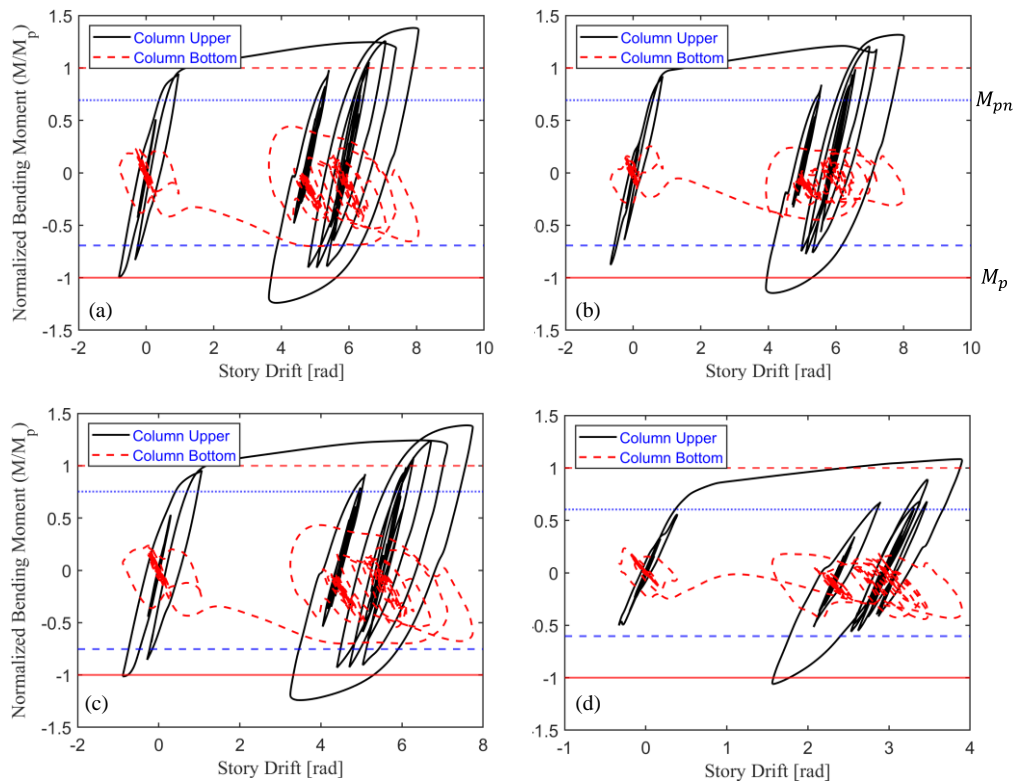 1.5
1
0.5
0
-0.5
-1
-1.5
Normalized Bending Moment (M/Mp)
Column Upper
Column Bottom
(a)
-2 0 2 4 6 8 10
Story Drift [rad]
1.5
1
0.5
0
-0.5
-1
-1.5
Column Upper
Column Bottom
Mpn
Mp
(b)
-2 0 2 4 6 8 10
Story Drift [rad]
1.5
1
0.5
0
-0.5
-1
-1.5
Normalized Bending Moment (M/Mp)
Column Upper
Column Bottom
(c)
-2 0 2 4 6 8
Story Drift [rad]
1.5
1
0.5
0
-0.5
-1
-1.5
Column Upper
Column Bottom
(d)
-1 0 1 2 3 4
Story Drift [rad]